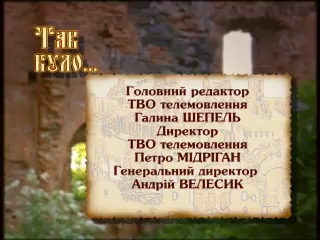 Так
було...
Головний редактор
ТВО телемовлення
Галина ШЕПЕЛЬ
Директор
ТВО телемовлення
Петро МІДРІГАН
Генеральний директор
Андрій ВЕЛЕСИК